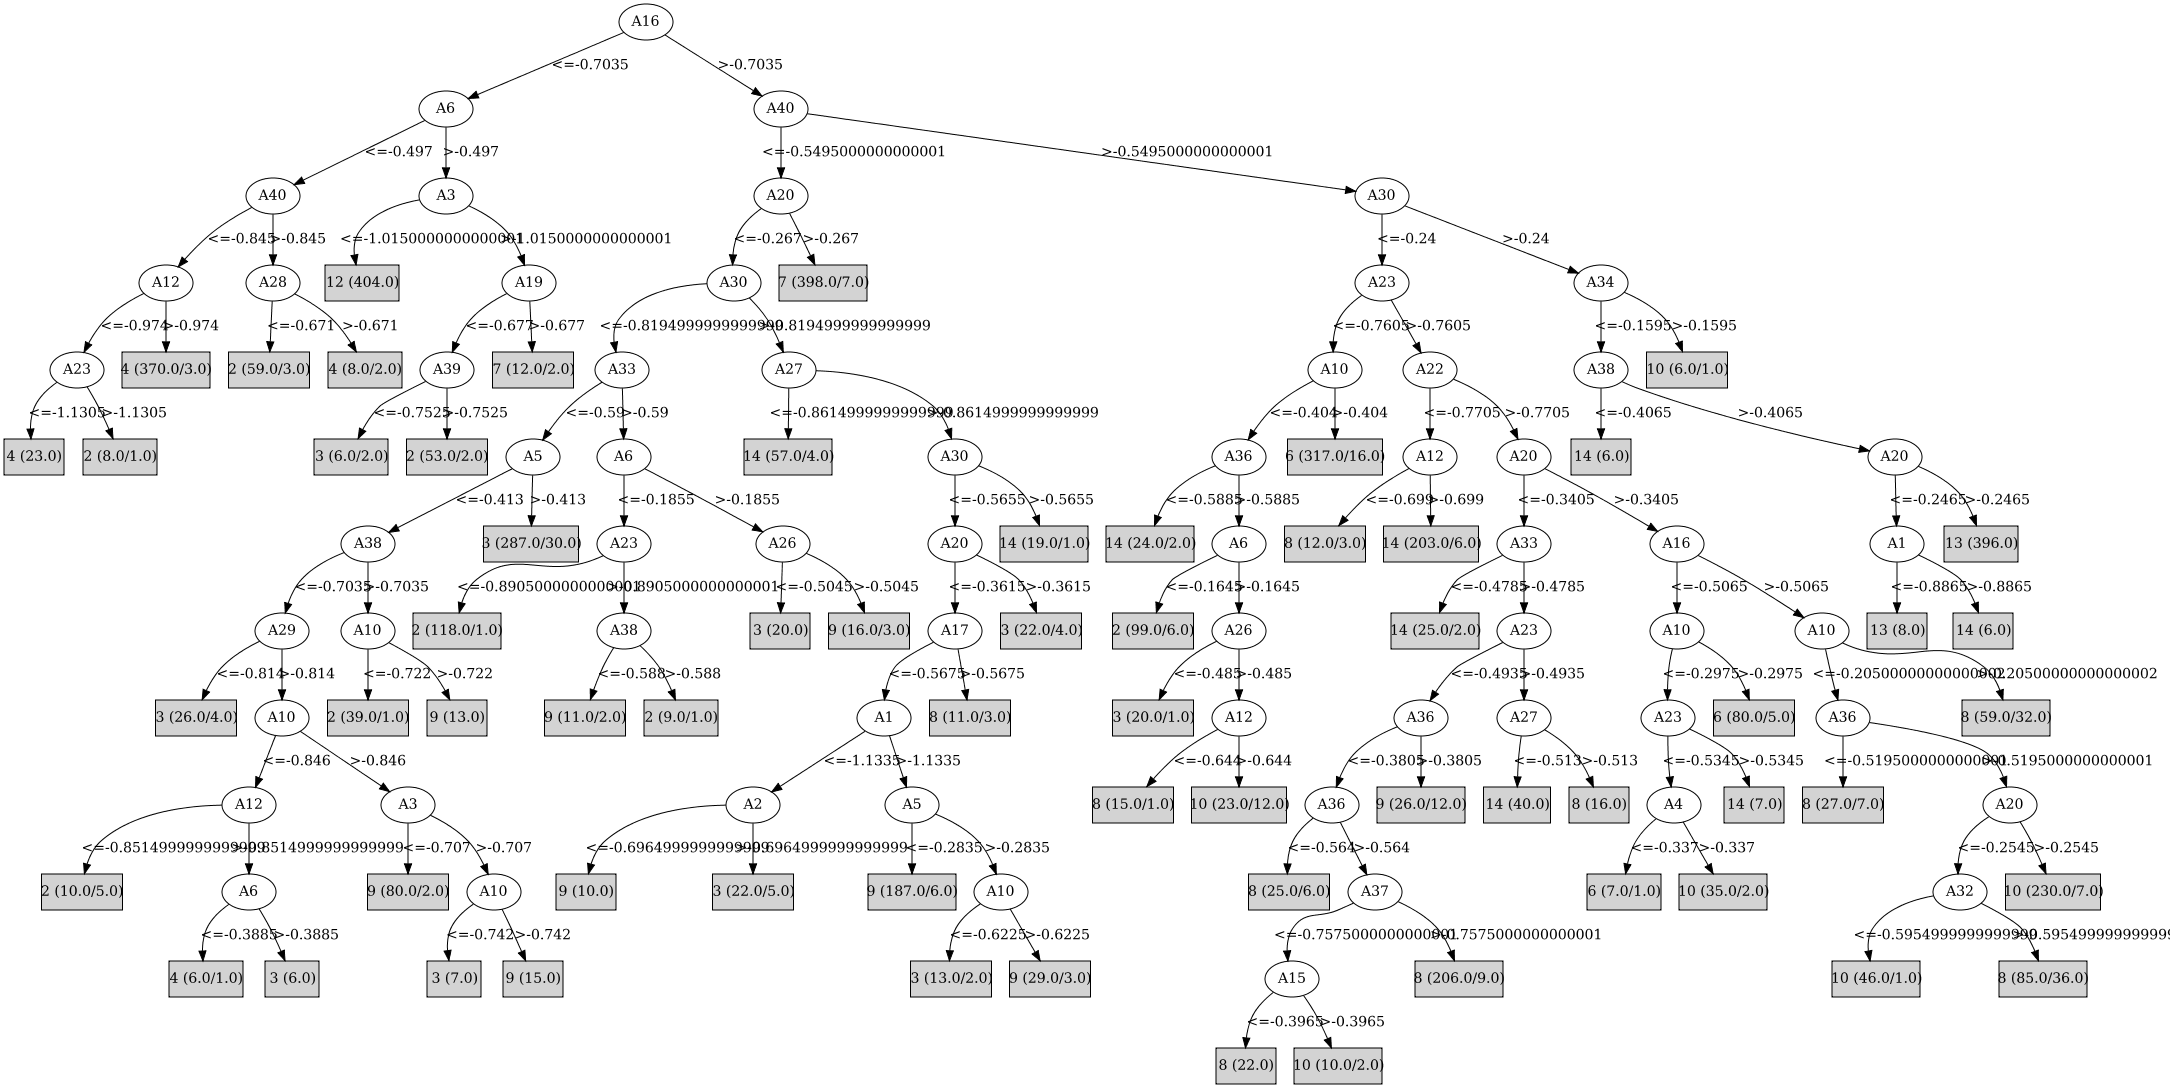 A16
<=-0.7035 >-0.7035
A6 A40
<=-0.497 >-0.497 <=-0.5495000000000001 >-0.5495000000000001
A40 A3 A20 A30
<=-0.845 >-0.845 <=-1.0150000000000001 >-1.0150000000000001 <=-0.267 >-0.267 <=-0.24 >-0.24
A12 A28 12 (404.0) A19 A30 7 (398.0/7.0) A23 A34
<=-0.974 >-0.974 <=-0.671 >-0.671 <=-0.677 >-0.677 <=-0.8194999999999999 >-0.8194999999999999 <=-0.7605 >-0.7605 <=-0.1595 >-0.1595
A23 4 (370.0/3.0) 2 (59.0/3.0) 4 (8.0/2.0) A39 7 (12.0/2.0) A33 A27 A10 A22 A38 10 (6.0/1.0)
<=-1.1305 >-1.1305 <=-0.7525 >-0.7525 <=-0.59 >-0.59 <=-0.8614999999999999 >-0.8614999999999999 <=-0.404 >-0.404 <=-0.7705 >-0.7705 <=-0.4065 >-0.4065
4 (23.0) 2 (8.0/1.0) 3 (6.0/2.0) 2 (53.0/2.0) A5 A6 14 (57.0/4.0) A30 A36 6 (317.0/16.0) A12 A20 14 (6.0) A20
<=-0.413 >-0.413 <=-0.1855 >-0.1855 <=-0.5655 >-0.5655 <=-0.5885 >-0.5885 <=-0.699 >-0.699 <=-0.3405 >-0.3405 <=-0.2465 >-0.2465
A38 3 (287.0/30.0) A23 A26 A20 14 (19.0/1.0) 14 (24.0/2.0) A6 8 (12.0/3.0) 14 (203.0/6.0) A33 A16 A1 13 (396.0)
<=-0.7035 >-0.7035 <=-0.8905000000000001 >-0.8905000000000001 <=-0.5045 >-0.5045 <=-0.3615 >-0.3615 <=-0.1645 >-0.1645 <=-0.4785 >-0.4785 <=-0.5065 >-0.5065 <=-0.8865 >-0.8865
A29 A10 2 (118.0/1.0) A38 3 (20.0) 9 (16.0/3.0) A17 3 (22.0/4.0) 2 (99.0/6.0) A26 14 (25.0/2.0) A23 A10 A10 13 (8.0) 14 (6.0)
<=-0.814 >-0.814 <=-0.722 >-0.722 <=-0.588 >-0.588 <=-0.5675 >-0.5675 <=-0.485 >-0.485 <=-0.4935 >-0.4935 <=-0.2975 >-0.2975 <=-0.20500000000000002 >-0.20500000000000002
3 (26.0/4.0) A10 2 (39.0/1.0) 9 (13.0) 9 (11.0/2.0) 2 (9.0/1.0) A1 8 (11.0/3.0) 3 (20.0/1.0) A12 A36 A27 A23 6 (80.0/5.0) A36 8 (59.0/32.0)
<=-0.846 >-0.846 <=-1.1335 >-1.1335 <=-0.644 >-0.644 <=-0.3805 >-0.3805 <=-0.513 >-0.513 <=-0.5345 >-0.5345 <=-0.5195000000000001 >-0.5195000000000001
A12 A3 A2 A5 8 (15.0/1.0) 10 (23.0/12.0) A36 9 (26.0/12.0) 14 (40.0) 8 (16.0) A4 14 (7.0) 8 (27.0/7.0) A20
<=-0.8514999999999999 >-0.8514999999999999 <=-0.707 >-0.707 <=-0.6964999999999999 >-0.6964999999999999 <=-0.2835 >-0.2835 <=-0.564 >-0.564 <=-0.337 >-0.337 <=-0.2545 >-0.2545
2 (10.0/5.0) A6 9 (80.0/2.0) A10 9 (10.0) 3 (22.0/5.0) 9 (187.0/6.0) A10 8 (25.0/6.0) A37 6 (7.0/1.0) 10 (35.0/2.0) A32 10 (230.0/7.0)
<=-0.3885 >-0.3885 <=-0.742 >-0.742 <=-0.6225 >-0.6225 <=-0.7575000000000001 >-0.7575000000000001 <=-0.5954999999999999 >-0.595499999999999
4 (6.0/1.0) 3 (6.0) 3 (7.0) 9 (15.0) 3 (13.0/2.0) 9 (29.0/3.0) A15 8 (206.0/9.0) 10 (46.0/1.0) 8 (85.0/36.0)
<=-0.3965 >-0.3965
8 (22.0) 10 (10.0/2.0)